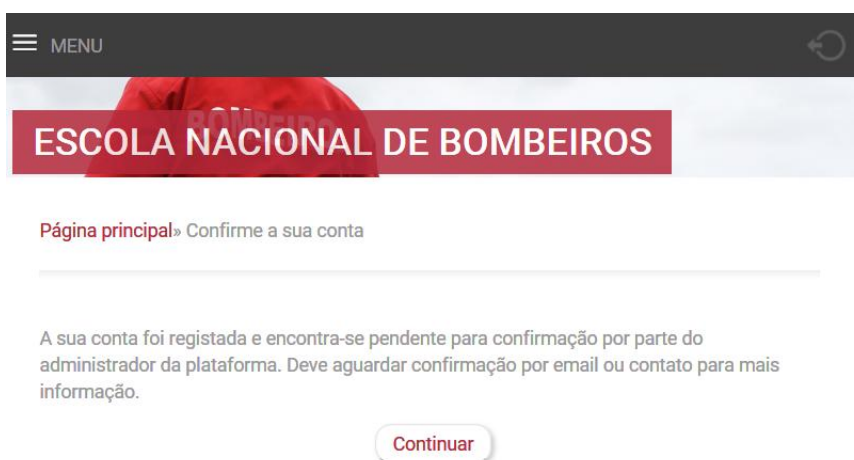 MENU
BOMBEIRO
ESCOLA NACIONAL DE BOMBEIROS
Página principal» Confirme a sua conta
A sua conta foi registada e encontra-se pendente para confirmação por parte do
administrador da plataforma. Deve aguardar confirmação por email ou contato para mais
informação.
Continuar